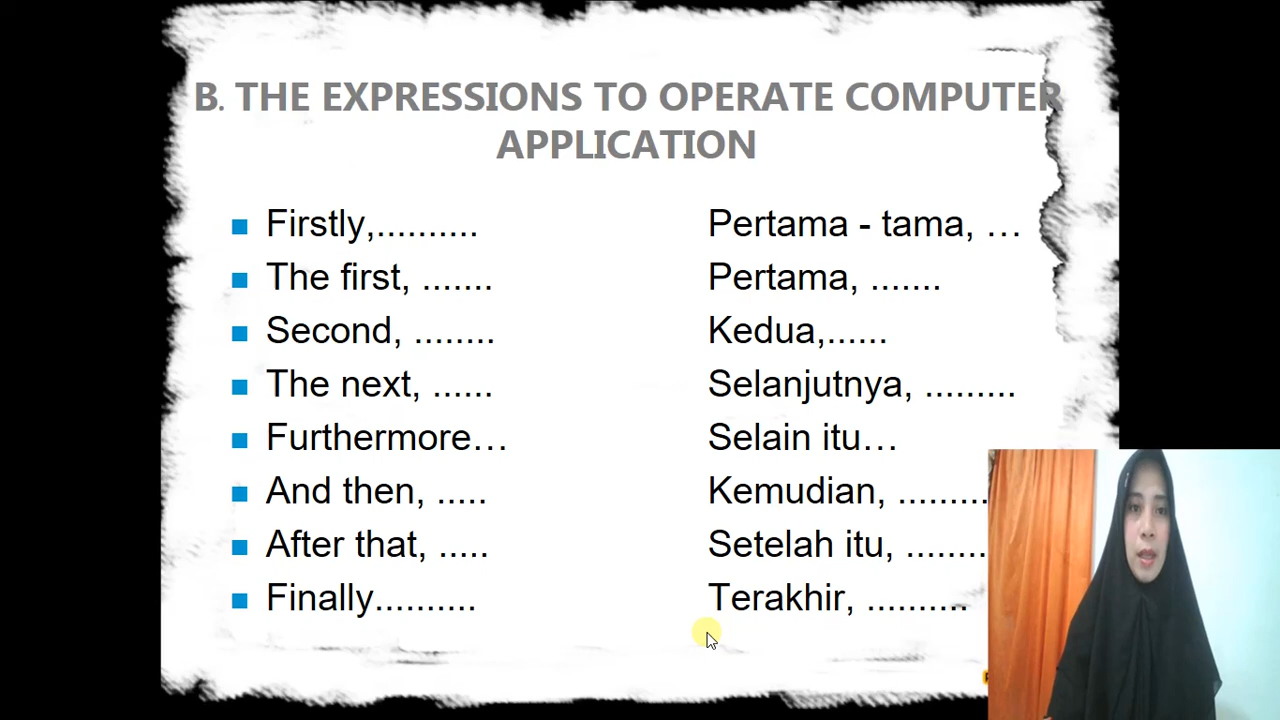 B. THE EXPRESSIONS TO OPERATE COMPUTER
APPLICATION
Firstly,.......... Pertama - tama, …
The first, ....... Pertama, .......
Second, ........ Kedua,......
The next, ...... Selanjutnya, .........
Furthermore… Selain itu…
And then, ..... Kemudian, .........
After that, ..... Setelah itu, ........
Finally.......... Terakhir, ..........